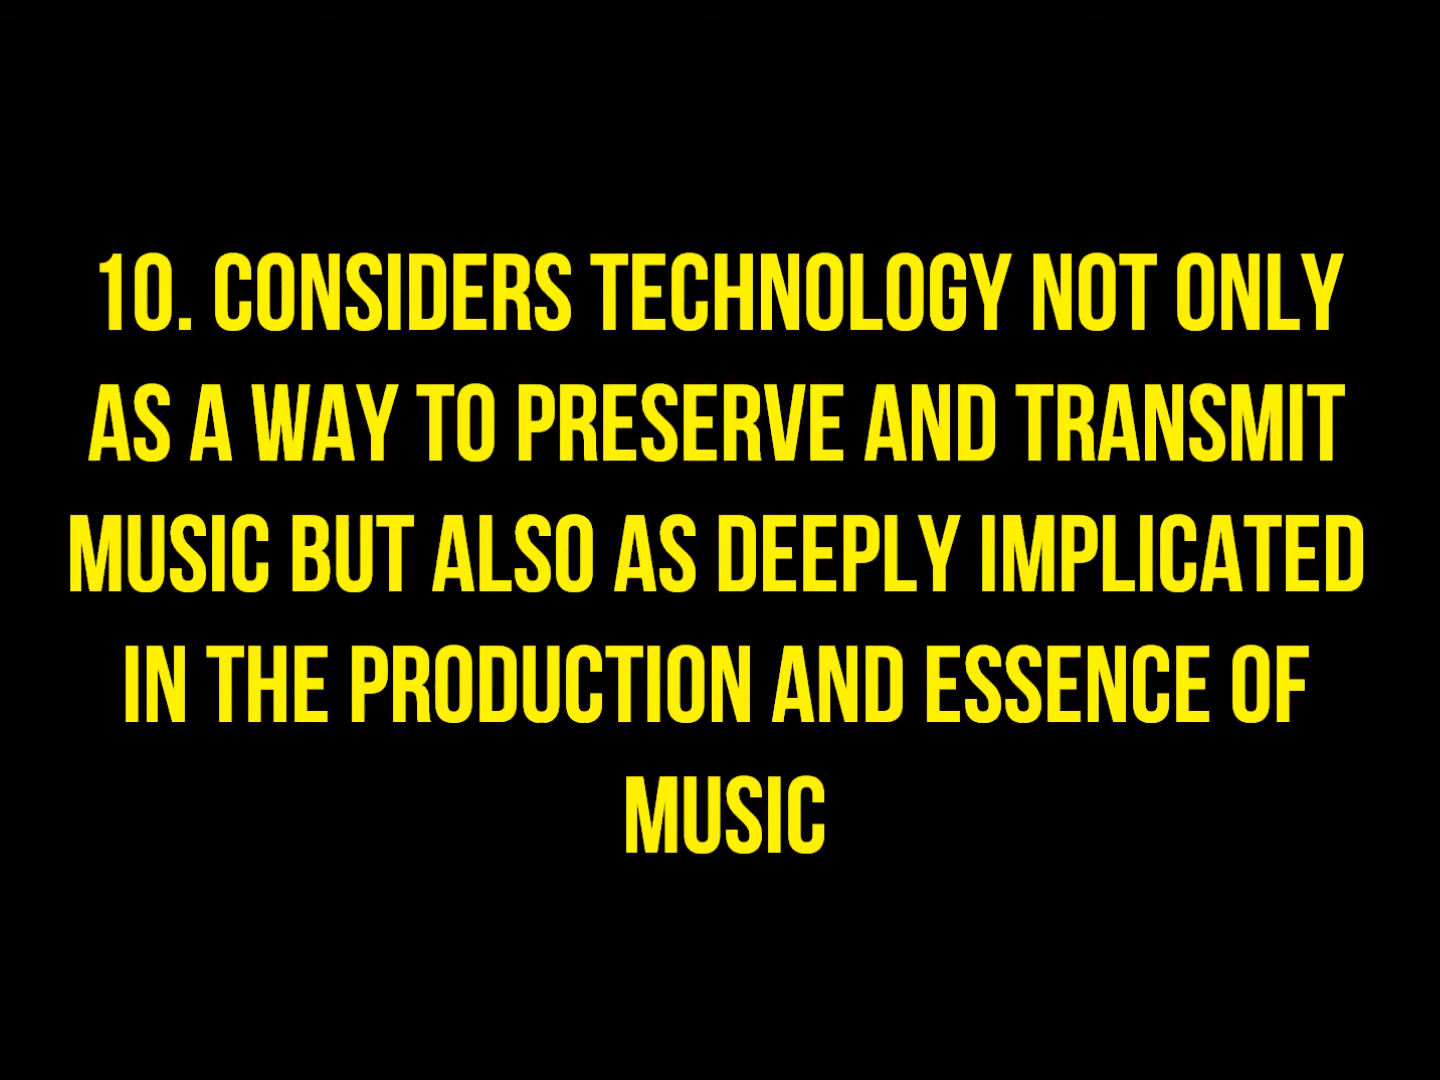 10. CONSIDERS TECHNOLOGY NOT ONLY
AS A WAY TO PRESERVE AND TRANSMIT
MUSIC BUT ALSO AS DEEPLY IMPLICATED
IN THE PRODUCTION AND ESSENCE OF
MUSIC